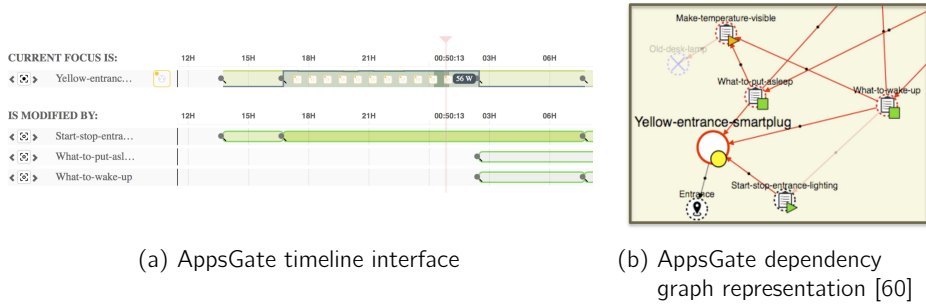 CURRENT FOCUS IS:
12H 15H 18H 21H 00:50:13 03H 06H
Yellow-entranc...
56 W
IS MODIFIED BY:
12H 15H 18H 21H 00:50:13 03H 06H
Start-stop-entra...
What-to-put-asl...
What-to-wake-up
(a) AppsGate timeline interface
Make-temperature-visible
Old-desk-lamp
What-to-put-asleep
What-to-wake-up
Yellow-entrance-smartplug
Start-stop-entrance-lighting
Entrance
(b) AppsGate dependency
graph representation [60]